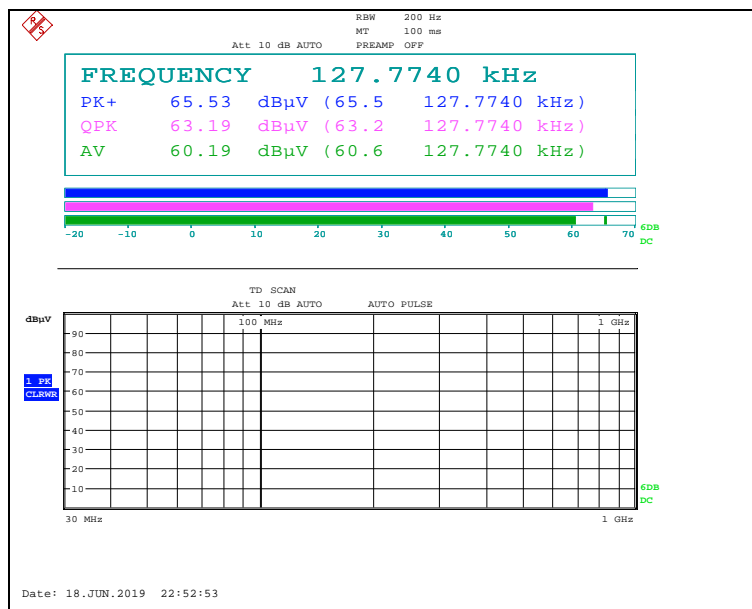 R S
RBW 200 Hz
MT 100 ms
Att 10 dB AUTO PREAMP OFF
FREQUENCY 127.7740 kHz
PK+ 65.53 dBµV (65.5 127.7740 kHz)
QPK 63.19 dBµV (63.2 127.7740 kHz)
AV 60.19 dBµV (60.6 127.7740 kHz)
-20 -10 0 10 20 30 40 50 60 70
6DB
DC
TD SCAN
Att 10 dB AUTO AUTO PULSE
dBµV
100 MHz 1 GHz
90
80
70
1 PK
CLRWR
60
50
40
30
20
10
6DB
DC
30 MHz 1 GHz
Date: 18.JUN.2019 22:52:53